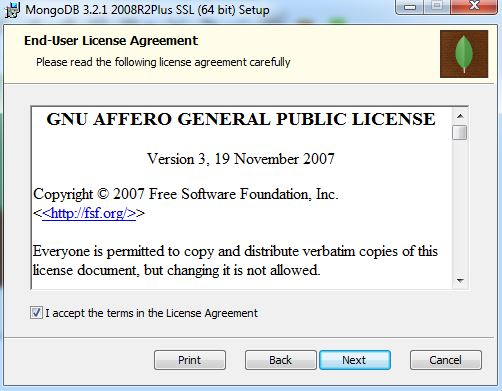 MongoDB 3.2.1 2008R2Plus SSL (64 bit) Setup
End-User License Agreement
Please read the following license agreement carefully
GNU AFFERO GENERAL PUBLIC LICENSE
Version 3, 19 November 2007
Copyright © 2007 Free Software Foundation, Inc.
<<http://fsf.org/>>
Everyone is permitted to copy and distribute verbatim copies of this
license document, but changing it is not allowed.
I accept the terms in the License Agreement
Print
Back
Next
Cancel